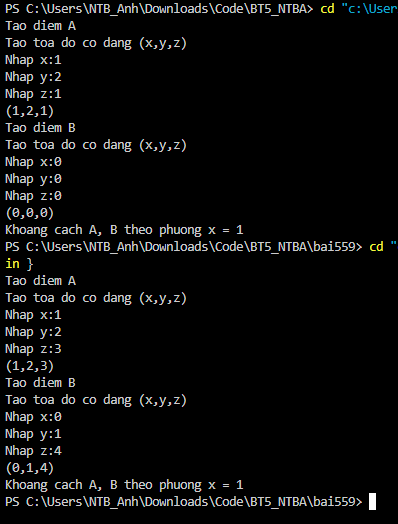 PS C:\Users\NTB_Anh\Downloads\Code\BT5_NTBA> cd "c:\User
Tao diem A
Tao toa do co dang (x,y,z)
Nhap x:1
Nhap y:2
Nhap z:1
(1,2,1)
Tao diem B
Tao toa do co dang (x,y,z)
Nhap x:0
Nhap y:0
Nhap z:0
(0,0,0)
Khoang cach A, B theo phuong x = 1
PS C:\Users\NTB_Anh\Downloads\Code\BT5_NTBA\bai559> cd "
in }
Tao diem A
Tao toa do co dang (x,y,z)
Nhap x:1
Nhap y:2
Nhap z:3
(1,2,3)
Tao diem B
Tao toa do co dang (x,y,z)
Nhap x:0
Nhap y:1
Nhap z:4
(0,1,4)
Khoang cach A, B theo phuong x = 1
PS C:\Users\NTB_Anh\Downloads\Code\BT5_NTBA\bai559>